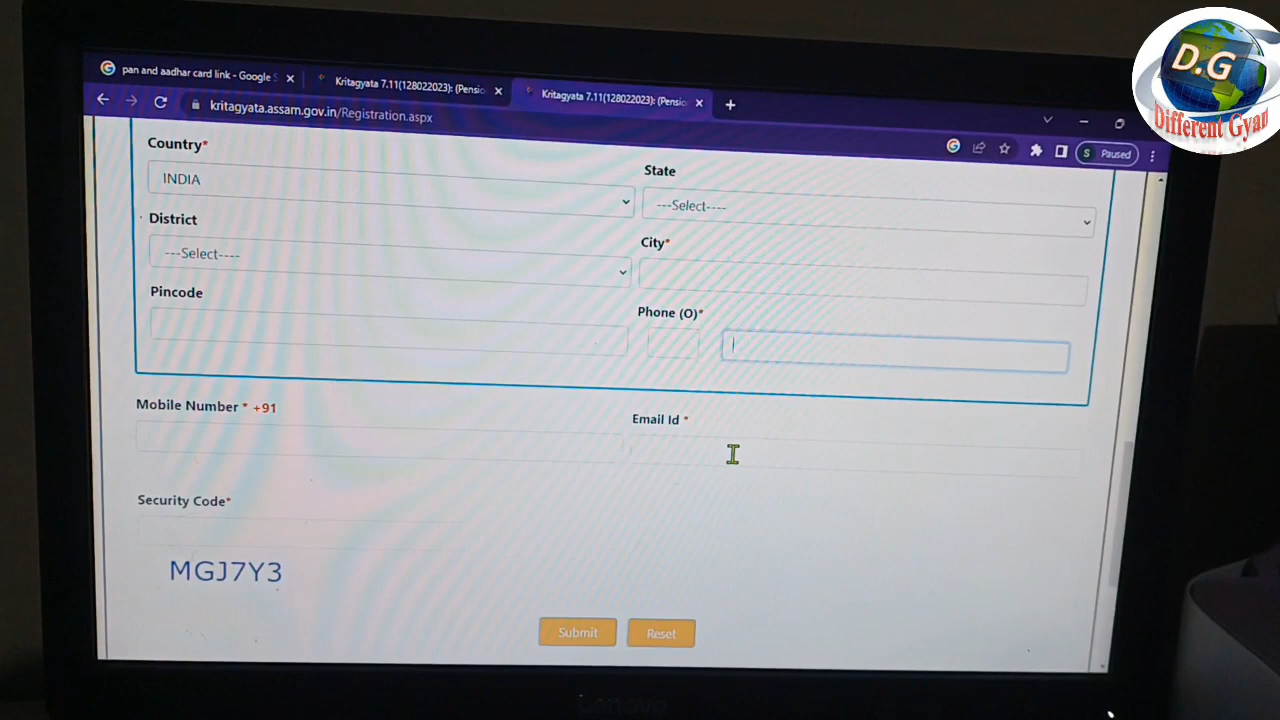 D.G
Different Gyan
pan and aadhar card link - Google S
Kritagyata 7.11(128022023): (Pensio
Kritagyata 7.11(128022023): (Pensio
kritagyata.assam.gov.in/Registration.aspx
S Paused
Country*
State
INDIA
---Select----
District
City*
---Select----
Pincode
Phone (O)*
Mobile Number * +91
Email Id *
Security Code*
MGJ7Y3
Submit
Reset
Lenovo